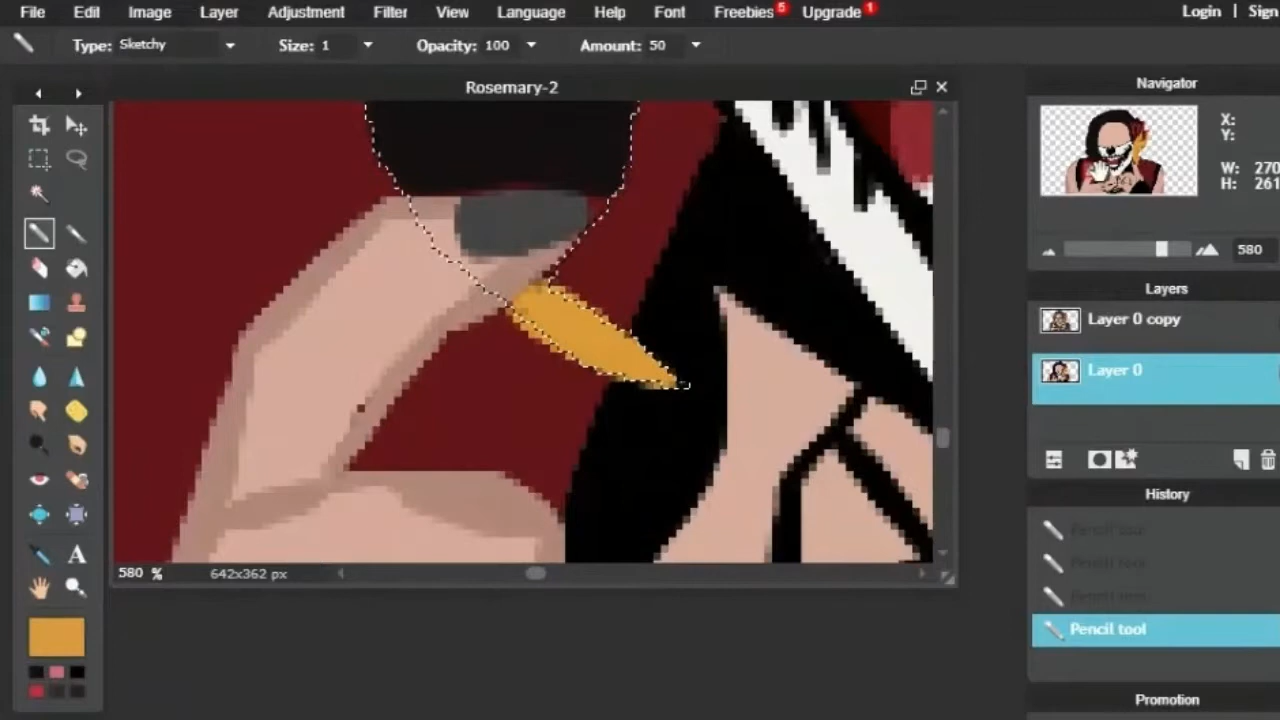 File Edit Image Layer Adjustment Filter View Language Help Font Freebies 5 Upgrade 1 Login | Sign
Type: Sketchy Size: 1 Opacity: 100 Amount: 50
Rosemary-2
Navigator
X:
Y:
W: 270
H: 261
580
Layers
Layer 0 copy
Layer 0
History
Pencil tool
Pencil tool
Pencil tool
Pencil tool
A
580 % 642x362 px
Promotion